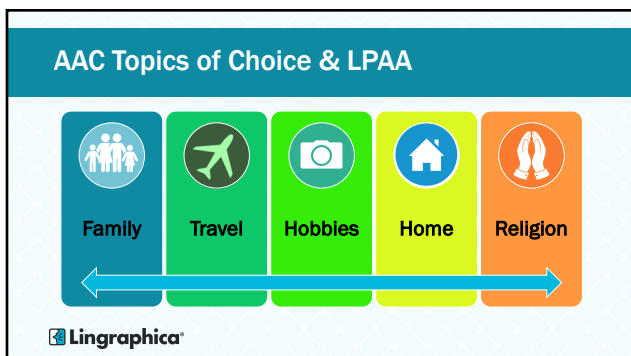 AAC Topics of Choice & LPAA
Family Travel Hobbies Home Religion
Lingraphica®